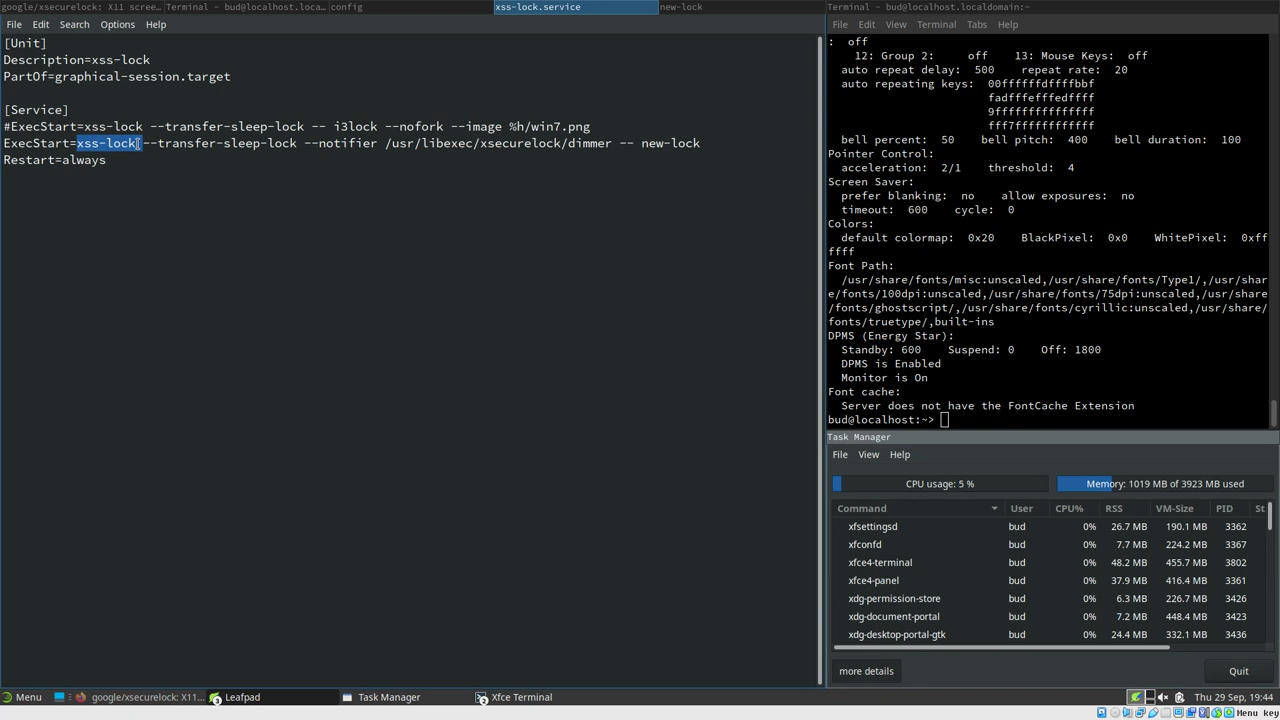 google/xsecurelock: X11 scree... Terminal - bud@localhost.loca... config xss-lock.service new-lock Terminal - bud@localhost.localdomain:~
File Edit Search Options Help
[Unit]
Description=xss-lock
PartOf=graphical-session.target
[Service]
#ExecStart=xss-lock --transfer-sleep-lock -- i3lock --nofork --image %h/win7.png
ExecStart=xss-lock --transfer-sleep-lock --notifier /usr/libexec/xsecurelock/dimmer -- new-lock
Restart=always
File Edit View Terminal Tabs Help
: off
12: Group 2: off 13: Mouse Keys: off
auto repeat delay: 500 repeat rate: 20
auto repeating keys: 00ffffffdffffbbf
fadfffefffedffff
9fffffffffffffff
fff7ffffffffffff
bell percent: 50 bell pitch: 400 bell duration: 100
Pointer Control:
acceleration: 2/1 threshold: 4
Screen Saver:
prefer blanking: no allow exposures: no
timeout: 600 cycle: 0
Colors:
default colormap: 0x20 BlackPixel: 0x0 WhitePixel: 0xff
ffff
Font Path:
/usr/share/fonts/misc:unscaled,/usr/share/fonts/Type1/,/usr/shar
e/fonts/100dpi:unscaled,/usr/share/fonts/75dpi:unscaled,/usr/share
/fonts/ghostscript/,/usr/share/fonts/cyrillic:unscaled,/usr/share/
fonts/truetype/,built-ins
DPMS (Energy Star):
Standby: 600 Suspend: 0 Off: 1800
DPMS is Enabled
Monitor is On
Font cache:
Server does not have the FontCache Extension
bud@localhost:~>
Task Manager
File View Help
CPU usage: 5 % Memory: 1019 MB of 3923 MB used
Command User CPU% RSS VM-Size PID St
xfsettingsd bud 0% 26.7 MB 190.1 MB 3362
xfconfd bud 0% 7.7 MB 224.2 MB 3367
xfce4-terminal bud 0% 48.2 MB 455.7 MB 3802
xfce4-panel bud 0% 37.9 MB 416.4 MB 3361
xdg-permission-store bud 0% 6.3 MB 226.7 MB 3426
xdg-document-portal bud 0% 7.2 MB 448.4 MB 3423
xdg-desktop-portal-gtk bud 0% 24.4 MB 332.1 MB 3436
more details Quit
Menu google/xsecurelock: X11... 3 Leafpad Task Manager 2 Xfce Terminal Thu 29 Sep, 19:44
Menu key